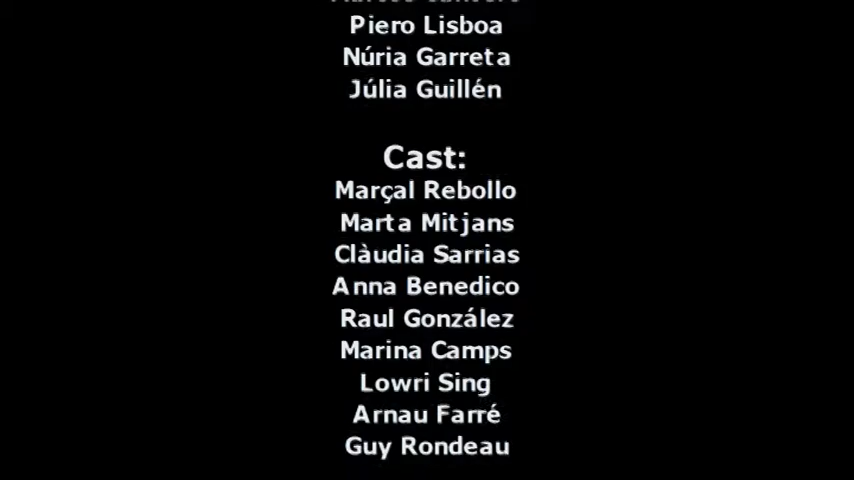 Piero Lisboa
Núria Garreta
Júlia Guillén
Cast:
Marçal Rebollo
Marta Mitjans
Clàudia Sarrias
Anna Benedico
Raul González
Marina Camps
Lowri Sing
Arnau Farré
Guy Rondeau